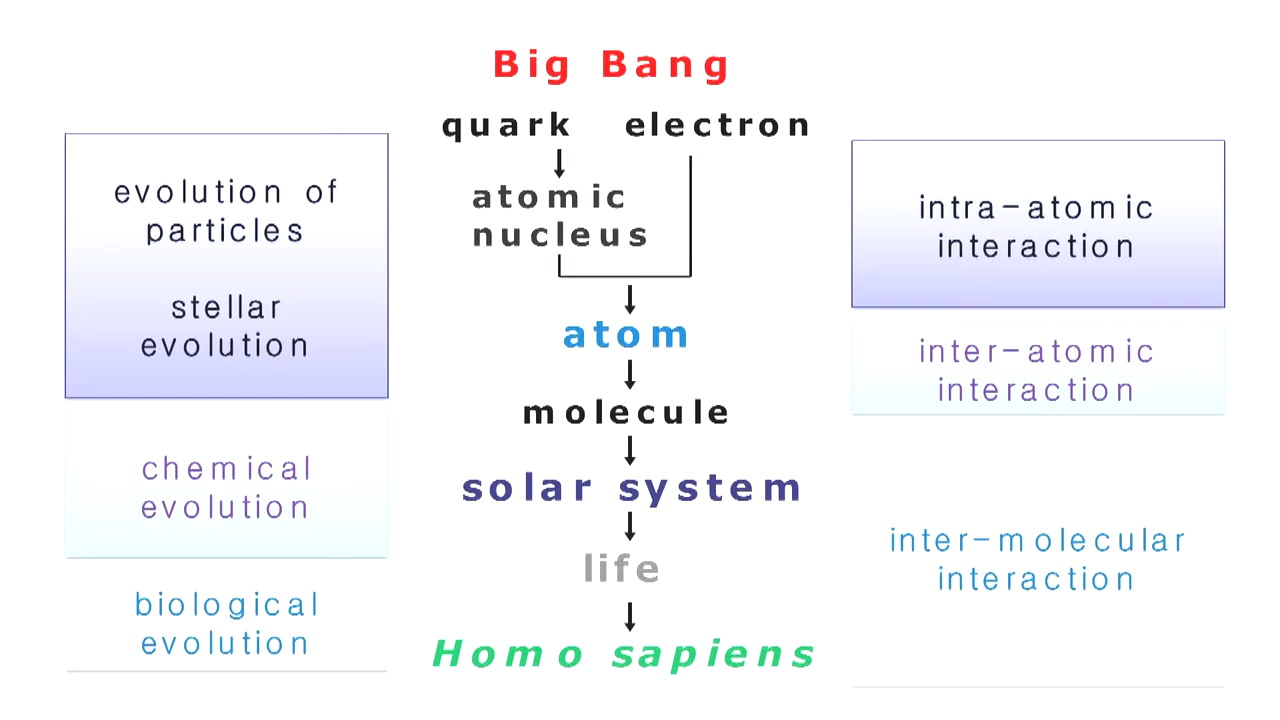 Big Bang
quark electron
atomic
nucleus
atom
molecule
solar system
life
Homo sapiens
evolution of
particles
stellar
evolution
chemical
evolution
biological
evolution
intra-atomic
interaction
inter-atomic
interaction
inter-molecular
interaction